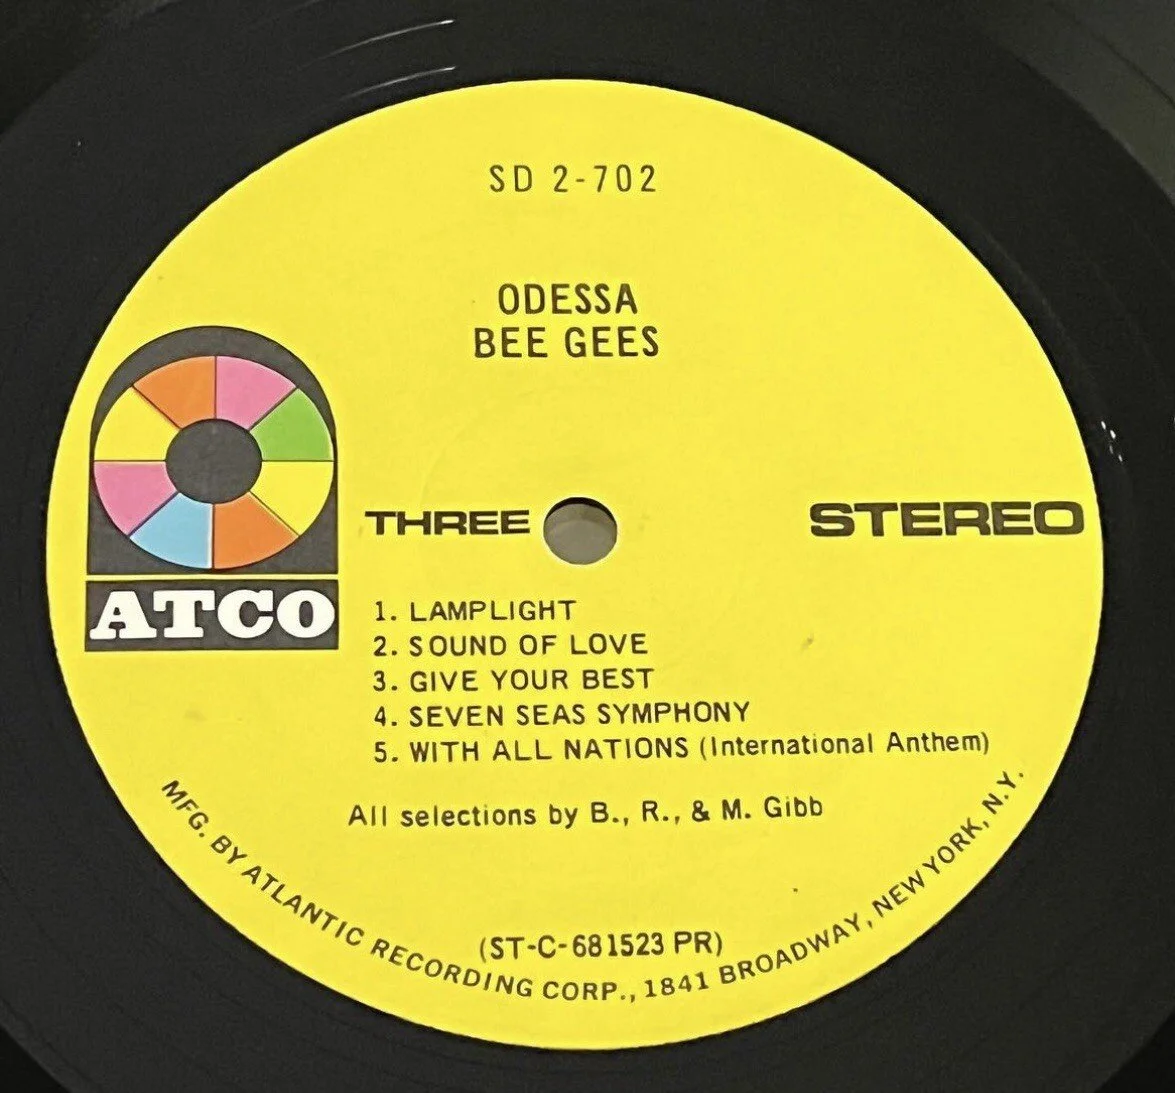 SD 2-702
ODESSA
BEE GEES
THREE
STEREO
ATCO
1. LAMPLIGHT
2. SOUND OF LOVE
3. GIVE YOUR BEST
4. SEVEN SEAS SYMPHONY
5. WITH ALL NATIONS (International Anthem)
All selections by B., R., & M. Gibb
(ST-C-681523 PR)
MFG. BY ATLANTIC RECORDING CORP., 1841 BROADWAY, NEW YORK, N.Y.